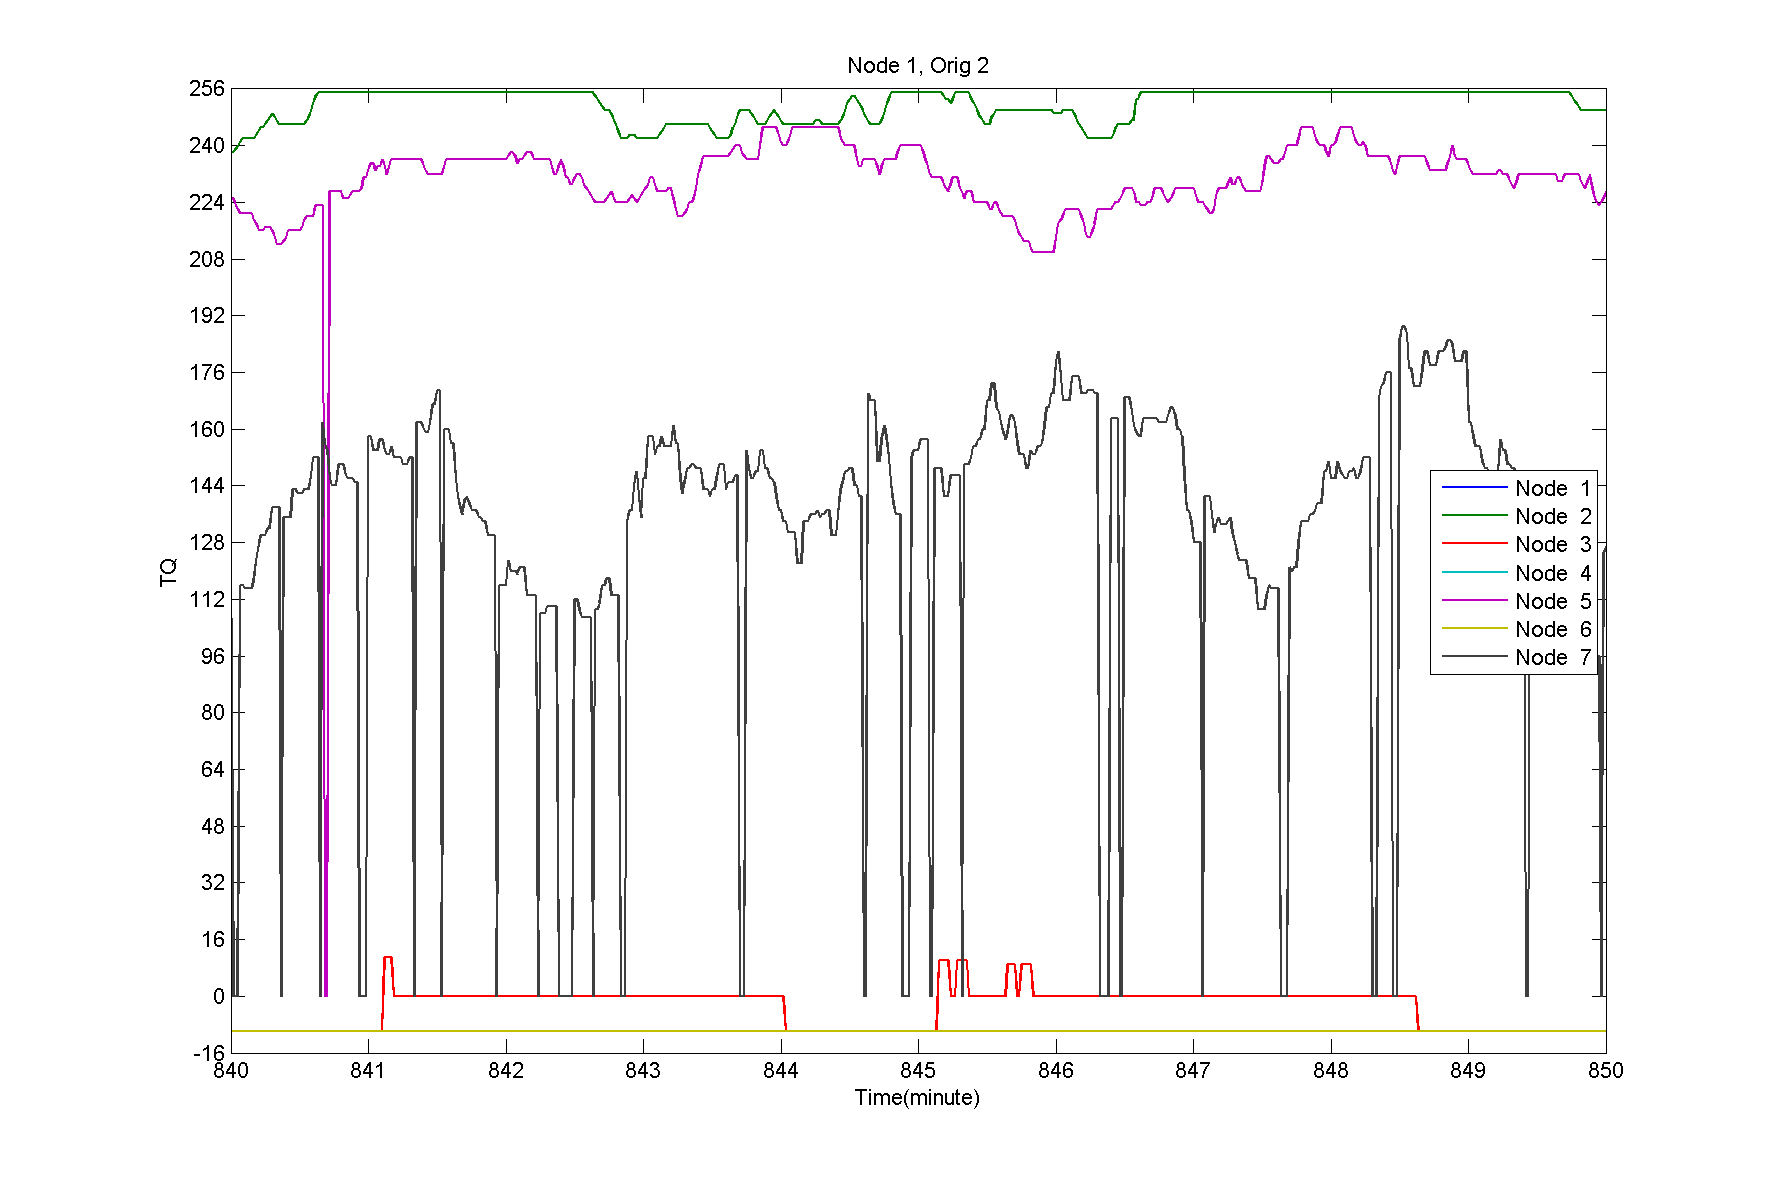 Node 1, Orig 2
256
240
224
208
192
176
160
144
128
112
96
80
64
48
32
16
0
-16
TQ
Node 1
Node 2
Node 3
Node 4
Node 5
Node 6
Node 7
840 841 842 843 844 845 846 847 848 849 850
Time(minute)